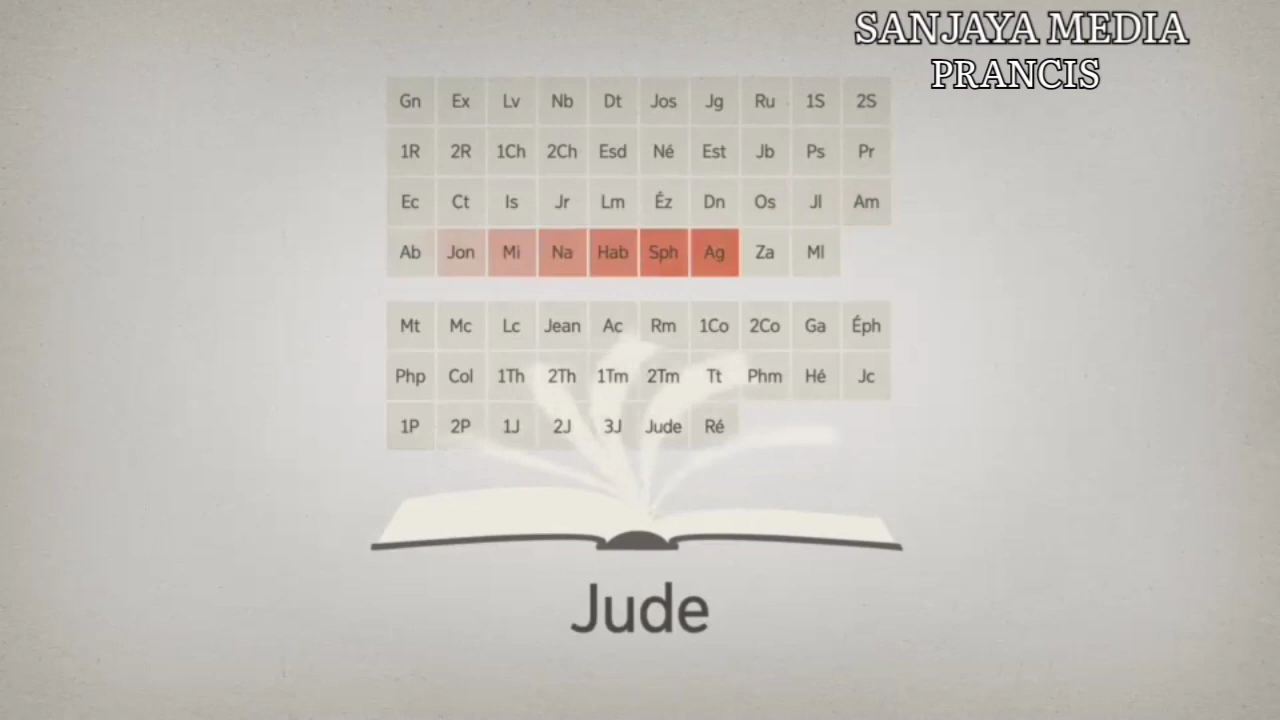 SANJAYA MEDIA
PRANCIS
Gn Ex Lv Nb Dt Jos Jg Ru 1S 2S
1R 2R 1Ch 2Ch Esd Né Est Jb Ps Pr
Ec Ct Is Jr Lm Éz Dn Os Jl Am
Ab Jon Mi Na Hab Sph Ag Za Ml
Mt Mc Lc Jean Ac Rm 1Co 2Co Ga Éph
Php Col 1Th 2Th 1Tm 2Tm Tt Phm Hé Jc
1P 2P 1J 2J 3J Jude Ré
Jude